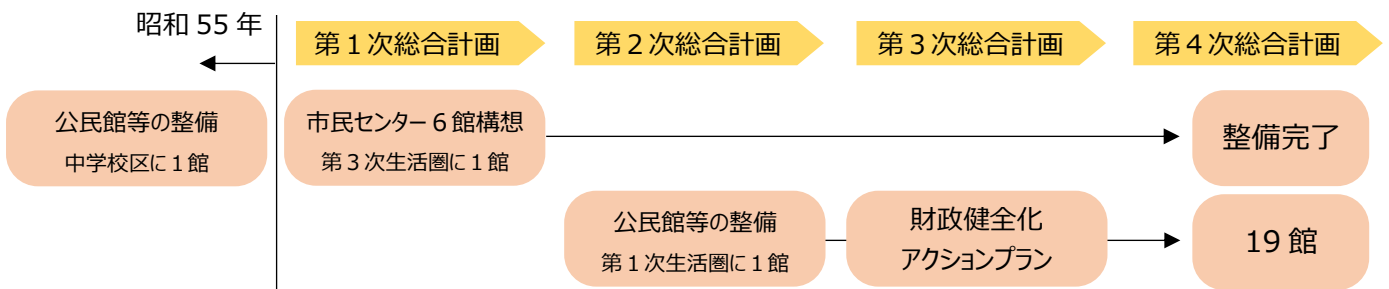 昭和 55 年
第１次総合計画
第２次総合計画
第３次総合計画
第４次総合計画
公民館等の整備
中学校区に１館
市民センター６館構想
第３次生活圏に１館
整備完了
公民館等の整備
第１次生活圏に１館
財政健全化
アクションプラン
19 館